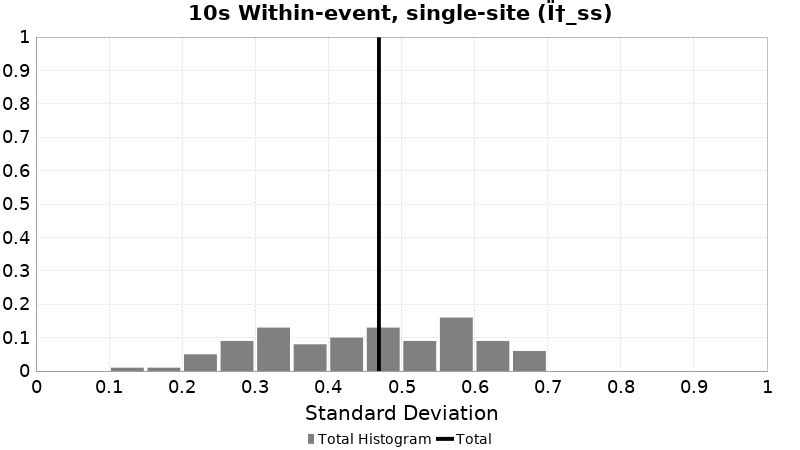 10s Within-event, single-site (Ï†_ss)
1
0.9
0.8
0.7
0.6
0.5
0.4
0.3
0.2
0.1
0
0 0.1 0.2 0.3 0.4 0.5 0.6 0.7 0.8 0.9 1
Standard Deviation
Total Histogram Total